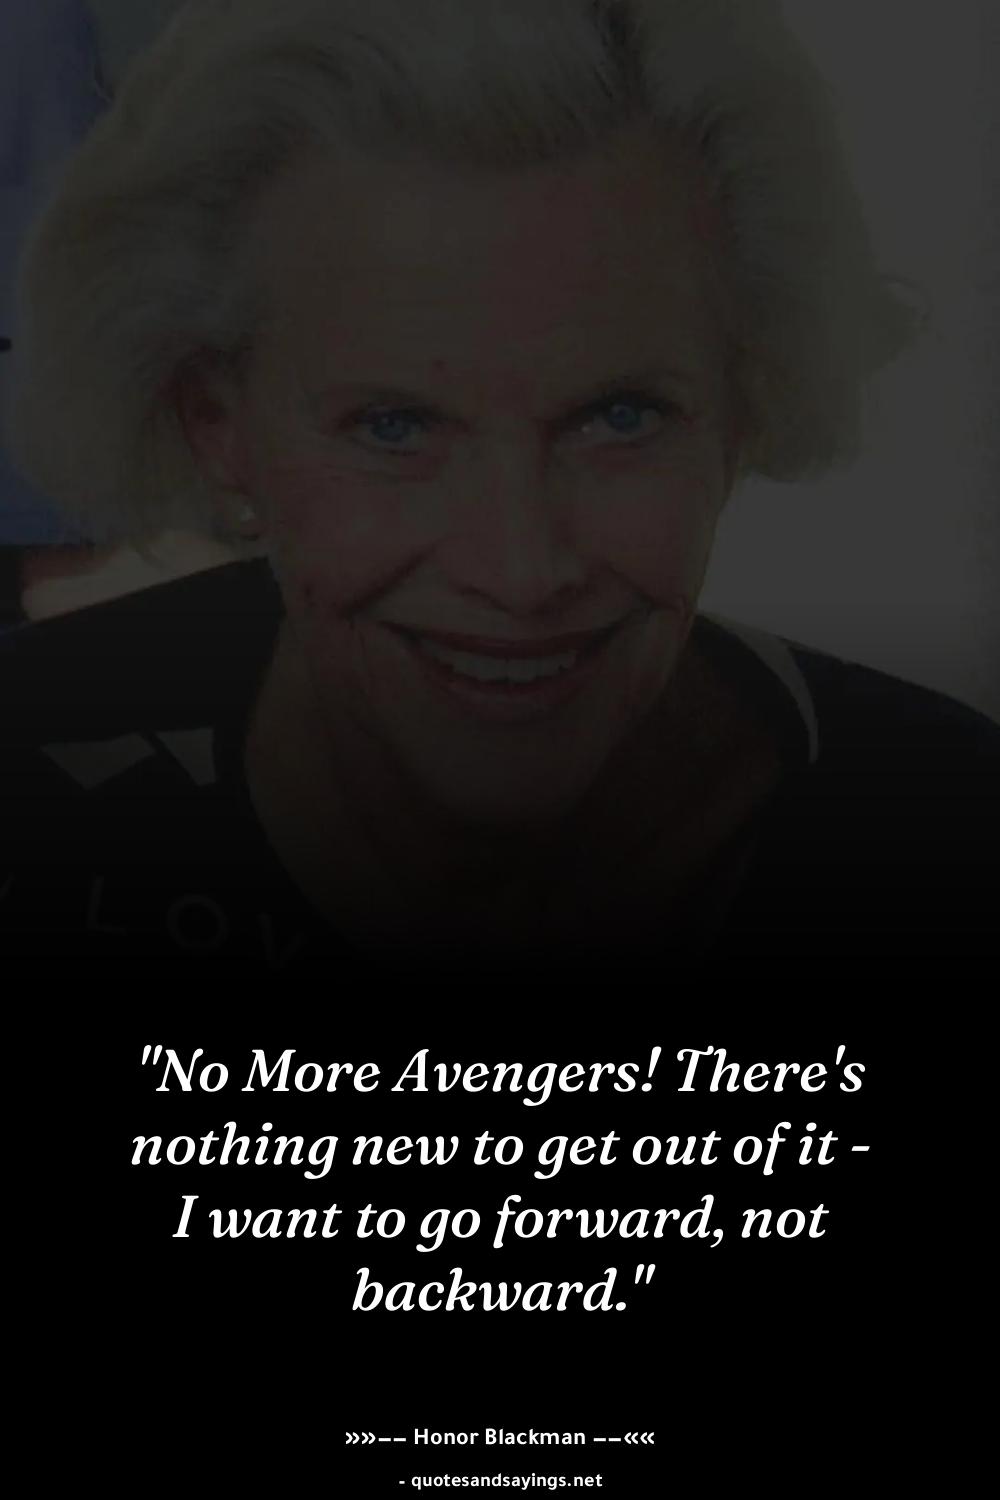 LOV
"No More Avengers! There's
nothing new to get out of it -
I want to go forward, not
backward."
»»–– Honor Blackman ––««
- quotesandsayings.net